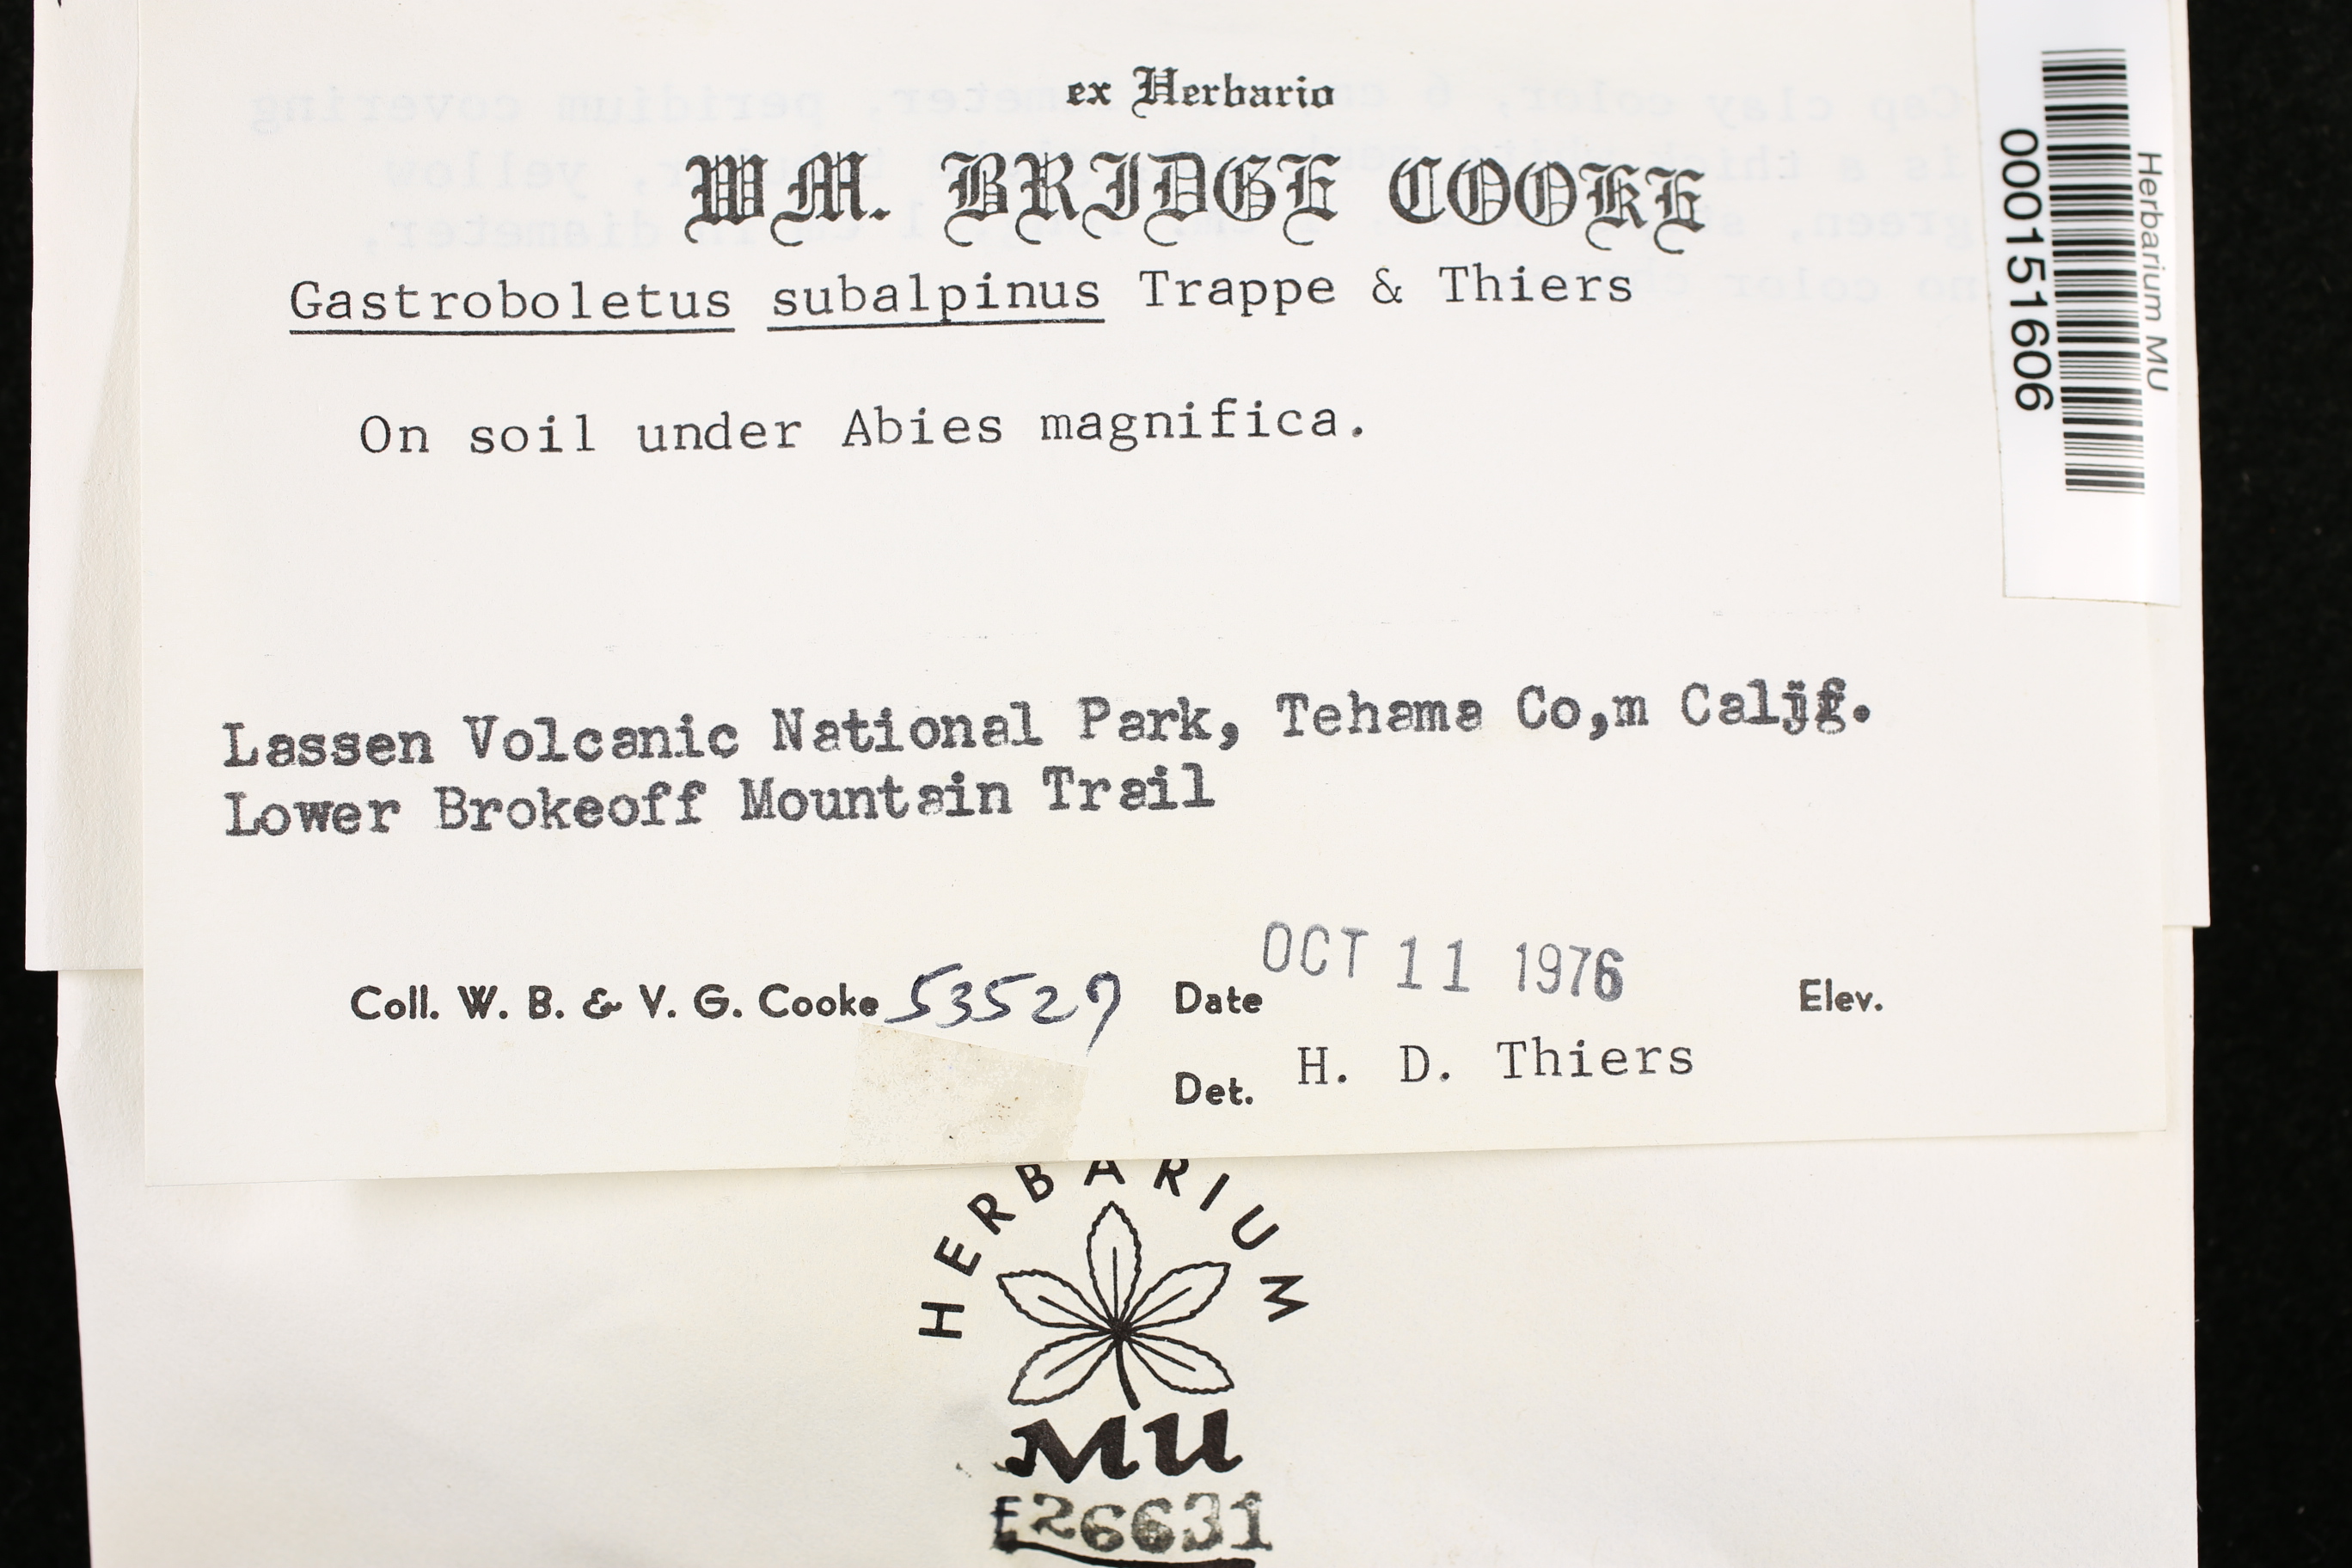 ex Herbario
WM. BRIDGE COOKE
Gastroboletus subalpinus Trappe & Thiers
On soil under Abies magnifica.
Lassen Volcanic National Park, Tehama Co,m Calif.
Lower Brokeoff Mountain Trail
Coll. W. B. & V. G. Cooke 53529 Date OCT 11 1976 Elev.
Det. H. D. Thiers
HERBARIUM
MU
F26631
Herbarium MU
000151606